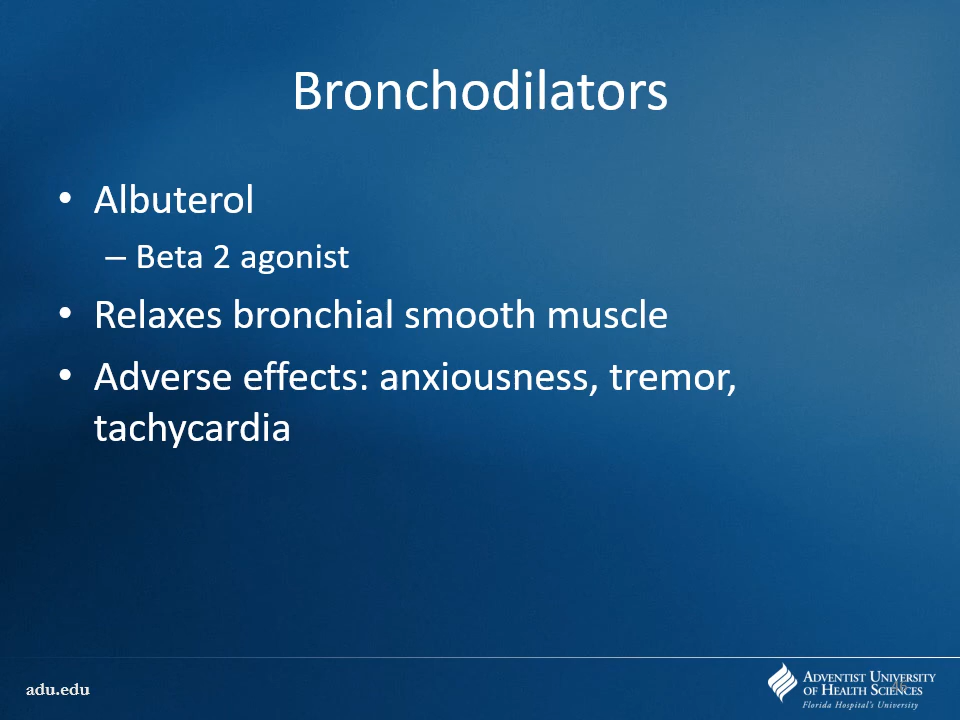 Bronchodilators
• Albuterol
– Beta 2 agonist
• Relaxes bronchial smooth muscle
• Adverse effects: anxiousness, tremor,
tachycardia
adu.edu
ADVENTIST UNIVERSITY
OF HEALTH SCIENCES
Florida Hospital's University